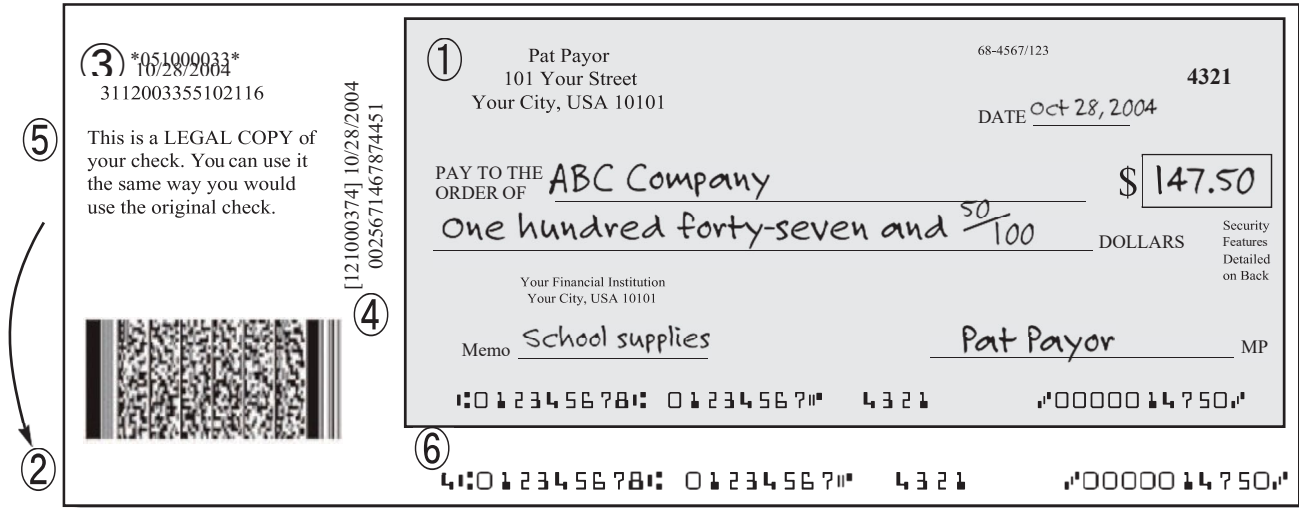 ③ *051000033*
10/28/2004
3112003355102116
⑤
This is a LEGAL COPY of
your check. You can use it
the same way you would
use the original check.
②
[121000374] 10/28/2004
0025671467874451
④
①
Pat Payor
101 Your Street
Your City, USA 10101
68-4567/123
4321
DATE Oct 28, 2004
PAY TO THE
ORDER OF ABC Company $ 147.50
One hundred forty-seven and 50/100 DOLLARS
Security
Features
Detailed
on Back
Your Financial Institution
Your City, USA 10101
Memo School supplies Pat Payor MP
⑆012345678⑆ 01234567⑈ 4321 ⑇0000014750⑇
⑥
4⑆012345678⑆ 01234567⑈ 4321 ⑇0000014750⑇